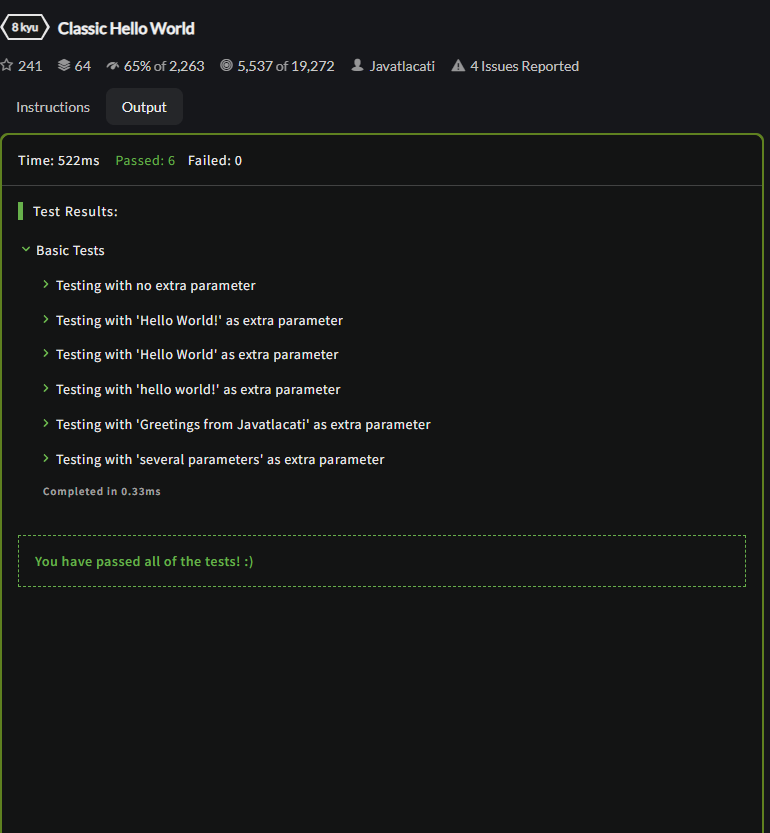 8 kyu Classic Hello World
241 64 65% of 2,263 5,537 of 19,272 Javatlacati 4 Issues Reported
Instructions Output
Time: 522ms Passed: 6 Failed: 0
Test Results:
Basic Tests
Testing with no extra parameter
Testing with 'Hello World!' as extra parameter
Testing with 'Hello World' as extra parameter
Testing with 'hello world!' as extra parameter
Testing with 'Greetings from Javatlacati' as extra parameter
Testing with 'several parameters' as extra parameter
Completed in 0.33ms
You have passed all of the tests! :)